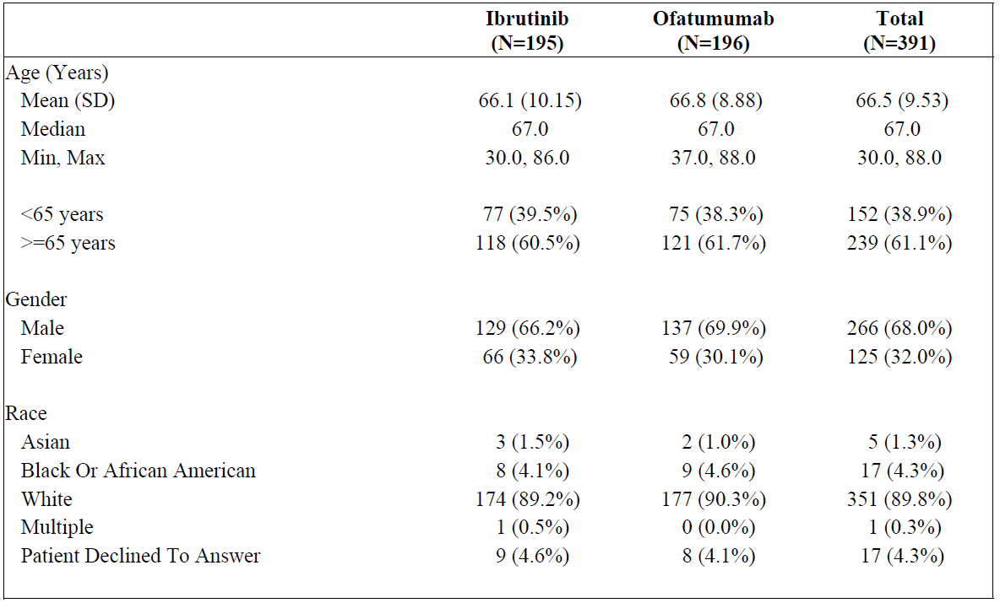 Ibrutinib Ofatumumab Total
(N=195) (N=196) (N=391)
Age (Years)
Mean (SD) 66.1 (10.15) 66.8 (8.88) 66.5 (9.53)
Median 67.0 67.0 67.0
Min, Max 30.0, 86.0 37.0, 88.0 30.0, 88.0
<65 years 77 (39.5%) 75 (38.3%) 152 (38.9%)
>=65 years 118 (60.5%) 121 (61.7%) 239 (61.1%)
Gender
Male 129 (66.2%) 137 (69.9%) 266 (68.0%)
Female 66 (33.8%) 59 (30.1%) 125 (32.0%)
Race
Asian 3 (1.5%) 2 (1.0%) 5 (1.3%)
Black Or African American 8 (4.1%) 9 (4.6%) 17 (4.3%)
White 174 (89.2%) 177 (90.3%) 351 (89.8%)
Multiple 1 (0.5%) 0 (0.0%) 1 (0.3%)
Patient Declined To Answer 9 (4.6%) 8 (4.1%) 17 (4.3%)